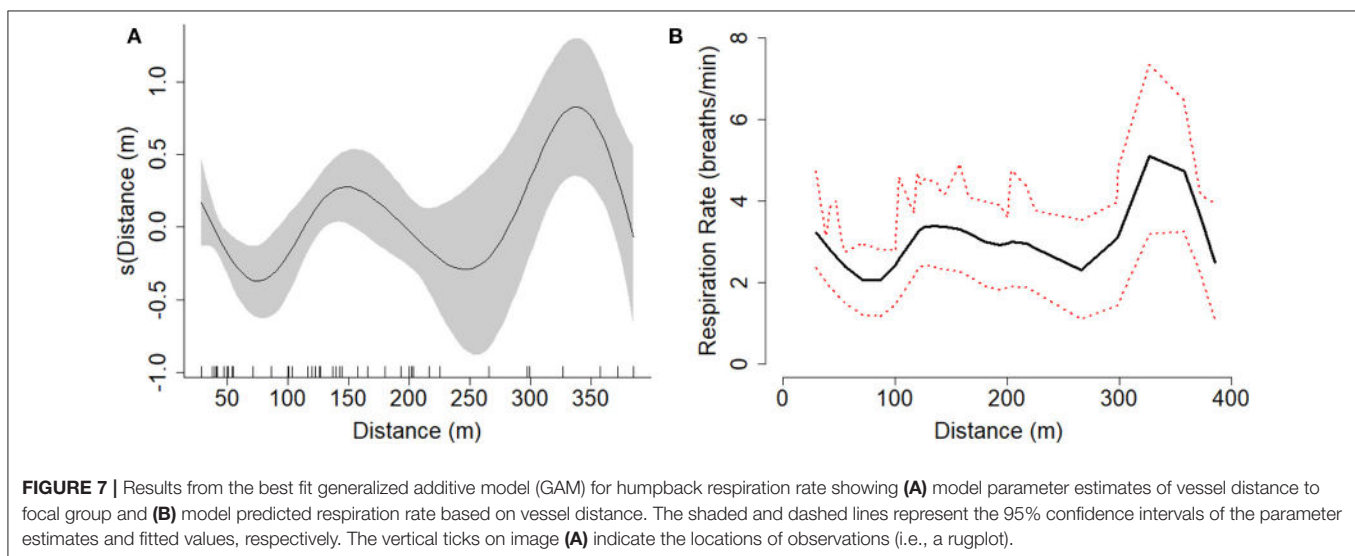 A
s(Distance (m)
1.0
0.5
0.0
-0.5
-1.0
50 100 150 200 250 300 350
Distance (m)
B
Respiration Rate (breaths/min)
8
6
4
2
0
0 100 200 300 400
Distance (m)
FIGURE 7 | Results from the best fit generalized additive model (GAM) for humpback respiration rate showing (A) model parameter estimates of vessel distance to
focal group and (B) model predicted respiration rate based on vessel distance. The shaded and dashed lines represent the 95% confidence intervals of the parameter
estimates and fitted values, respectively. The vertical ticks on image (A) indicate the locations of observations (i.e., a rugplot).